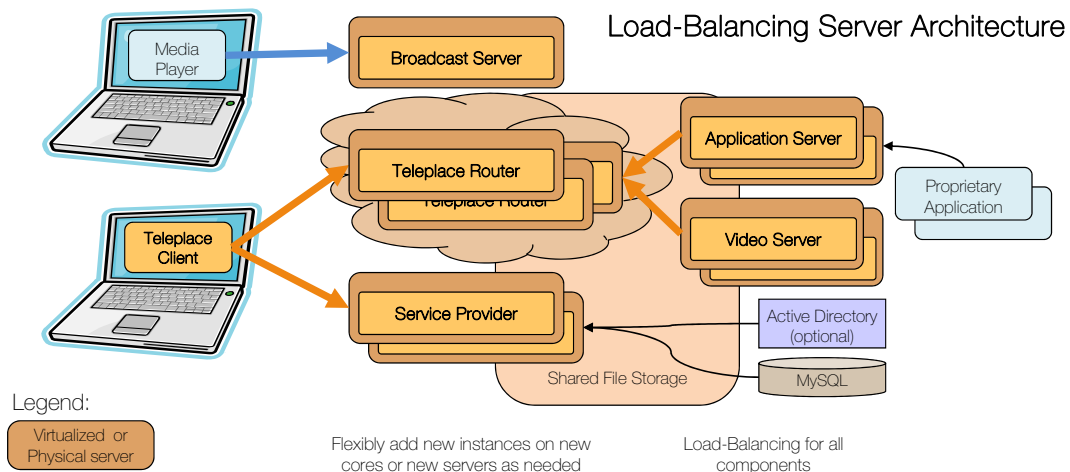 Load-Balancing Server Architecture
Media
Player
Broadcast Server
Teleplace Router
Teleplace Router
Application Server
Proprietary
Application
Teleplace
Client
Video Server
Service Provider
Active Directory
(optional)
MySQL
Shared File Storage
Legend:
Virtualized or
Physical server
Flexibly add new instances on new
cores or new servers as needed
Load-Balancing for all
components